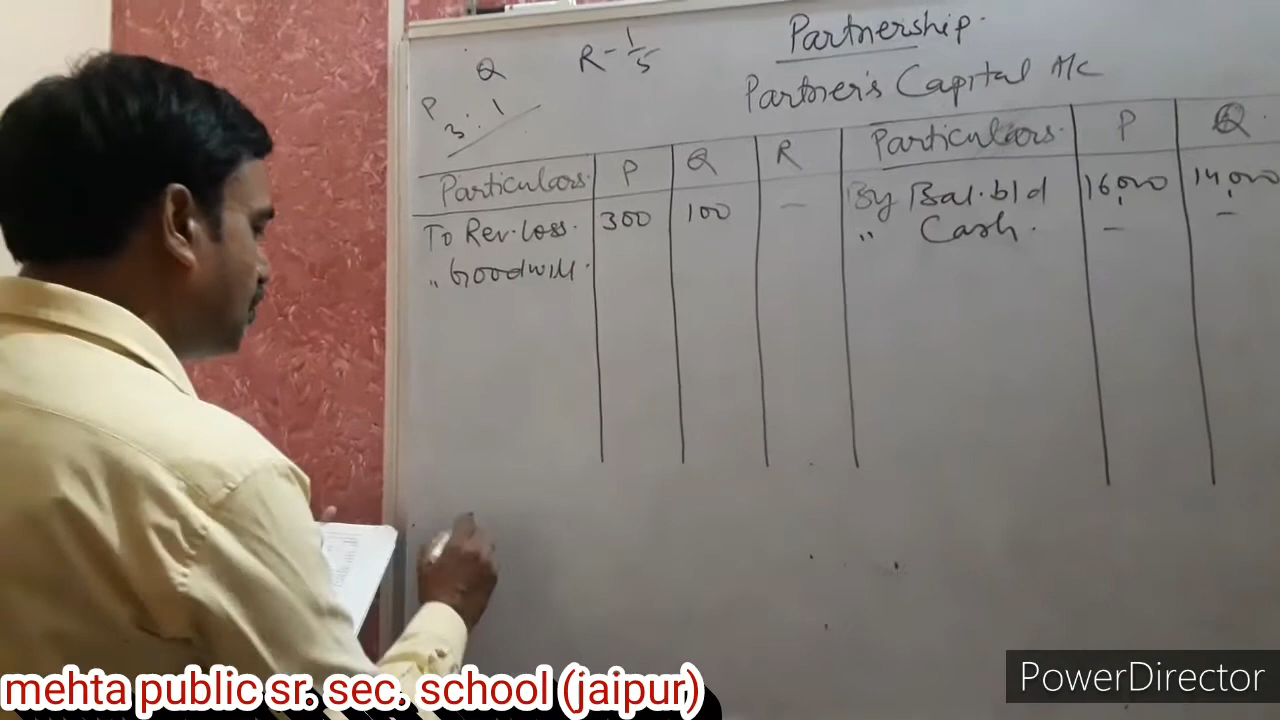 Partnership.
P Q R - 1/5
3 : 1
Partner's Capital A/c
Particulars. P Q R Particulars. P Q.
To Rev. Loss. 300 100 — By Bal. b/d 16,000 14,000
" Goodwill. " Cash. — —
mehta public sr. sec. school (jaipur)
PowerDirector